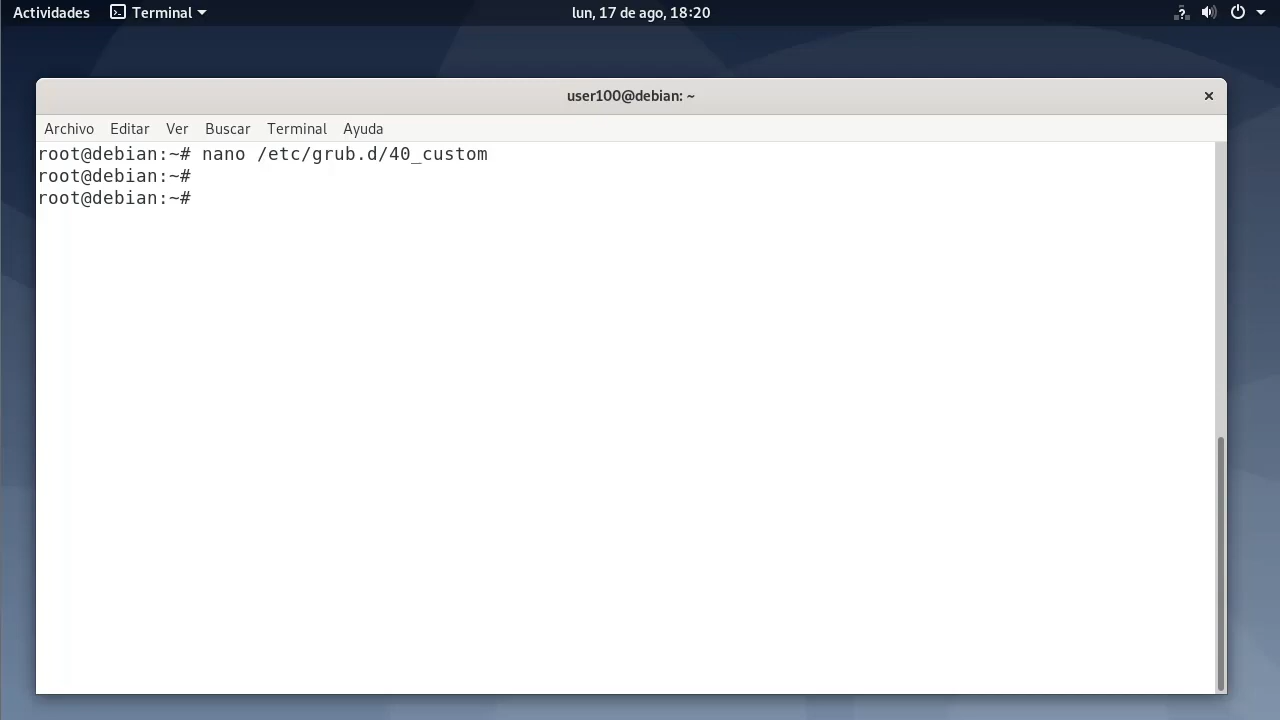 Actividades Terminal lun, 17 de ago, 18:20
user100@debian: ~
Archivo Editar Ver Buscar Terminal Ayuda
root@debian:~# nano /etc/grub.d/40_custom
root@debian:~#
root@debian:~#